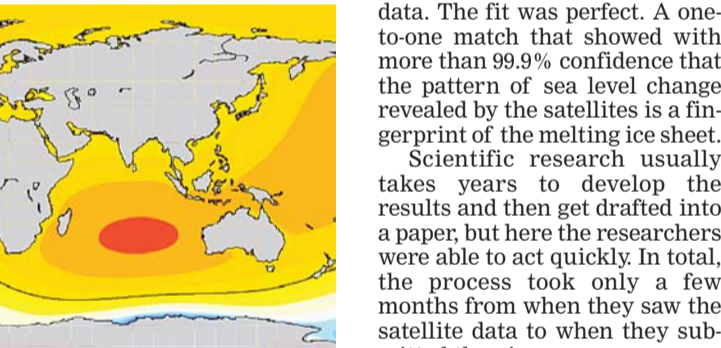 data. The fit was perfect. A one-
to-one match that showed with
more than 99.9% confidence that
the pattern of sea level change
revealed by the satellites is a fin-
gerprint of the melting ice sheet.
Scientific research usually
takes years to develop the
results and then get drafted into
a paper, but here the researchers
were able to act quickly. In total,
the process took only a few
months from when they saw the
satellite data to when they sub-